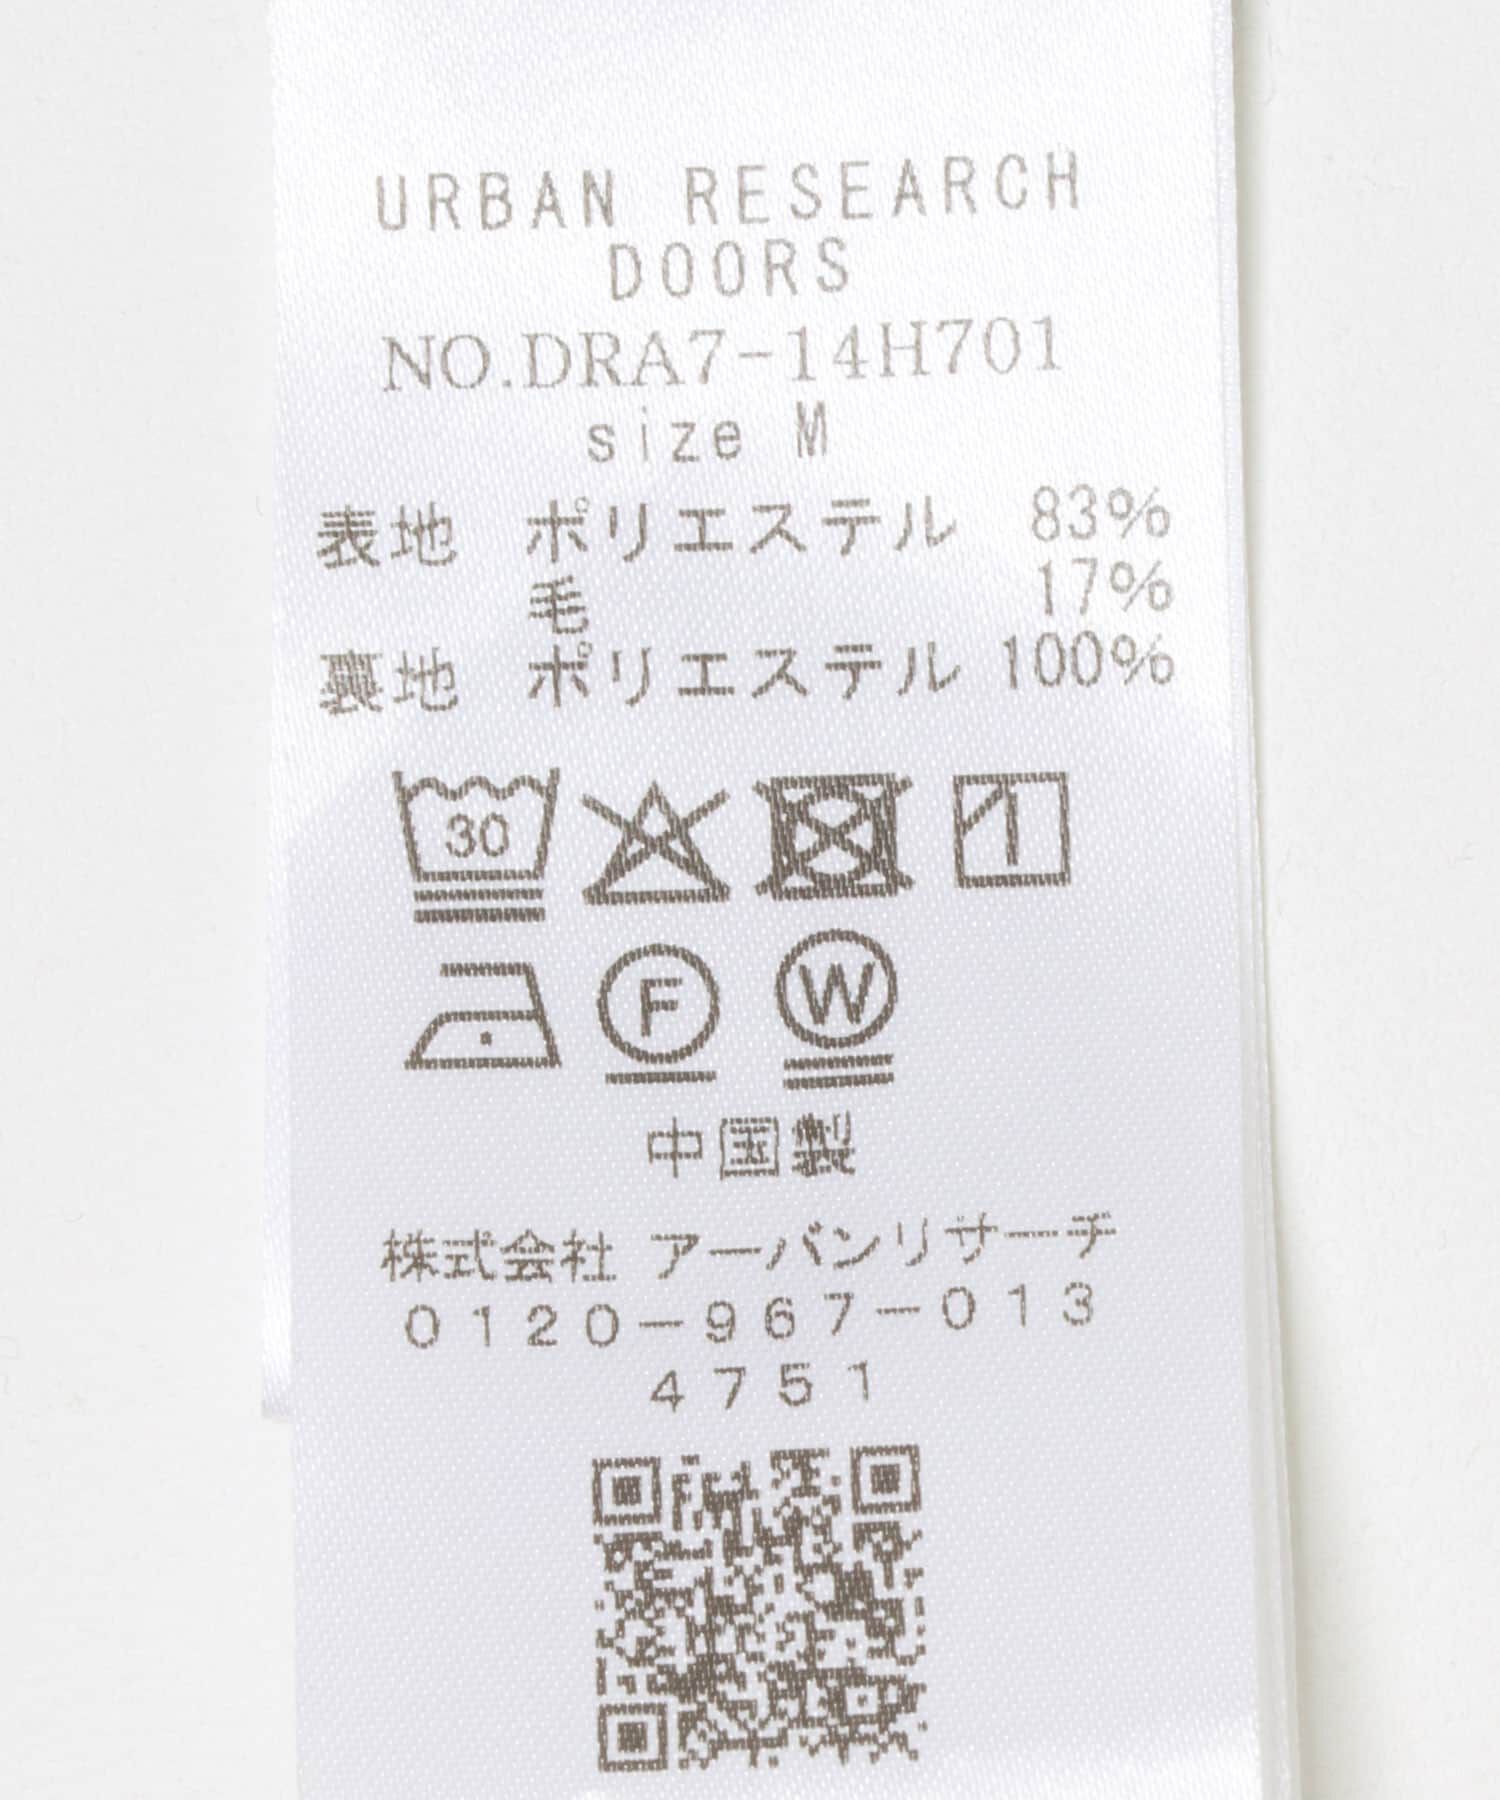 URBAN RESEARCH
DOORS
NO.DRA7-14H701
size M
表地 ポリエステル 83%
毛 17%
裏地 ポリエステル 100%
30
F
W
中国製
株式会社 アーバンリサーチ
0120-967-013
4751